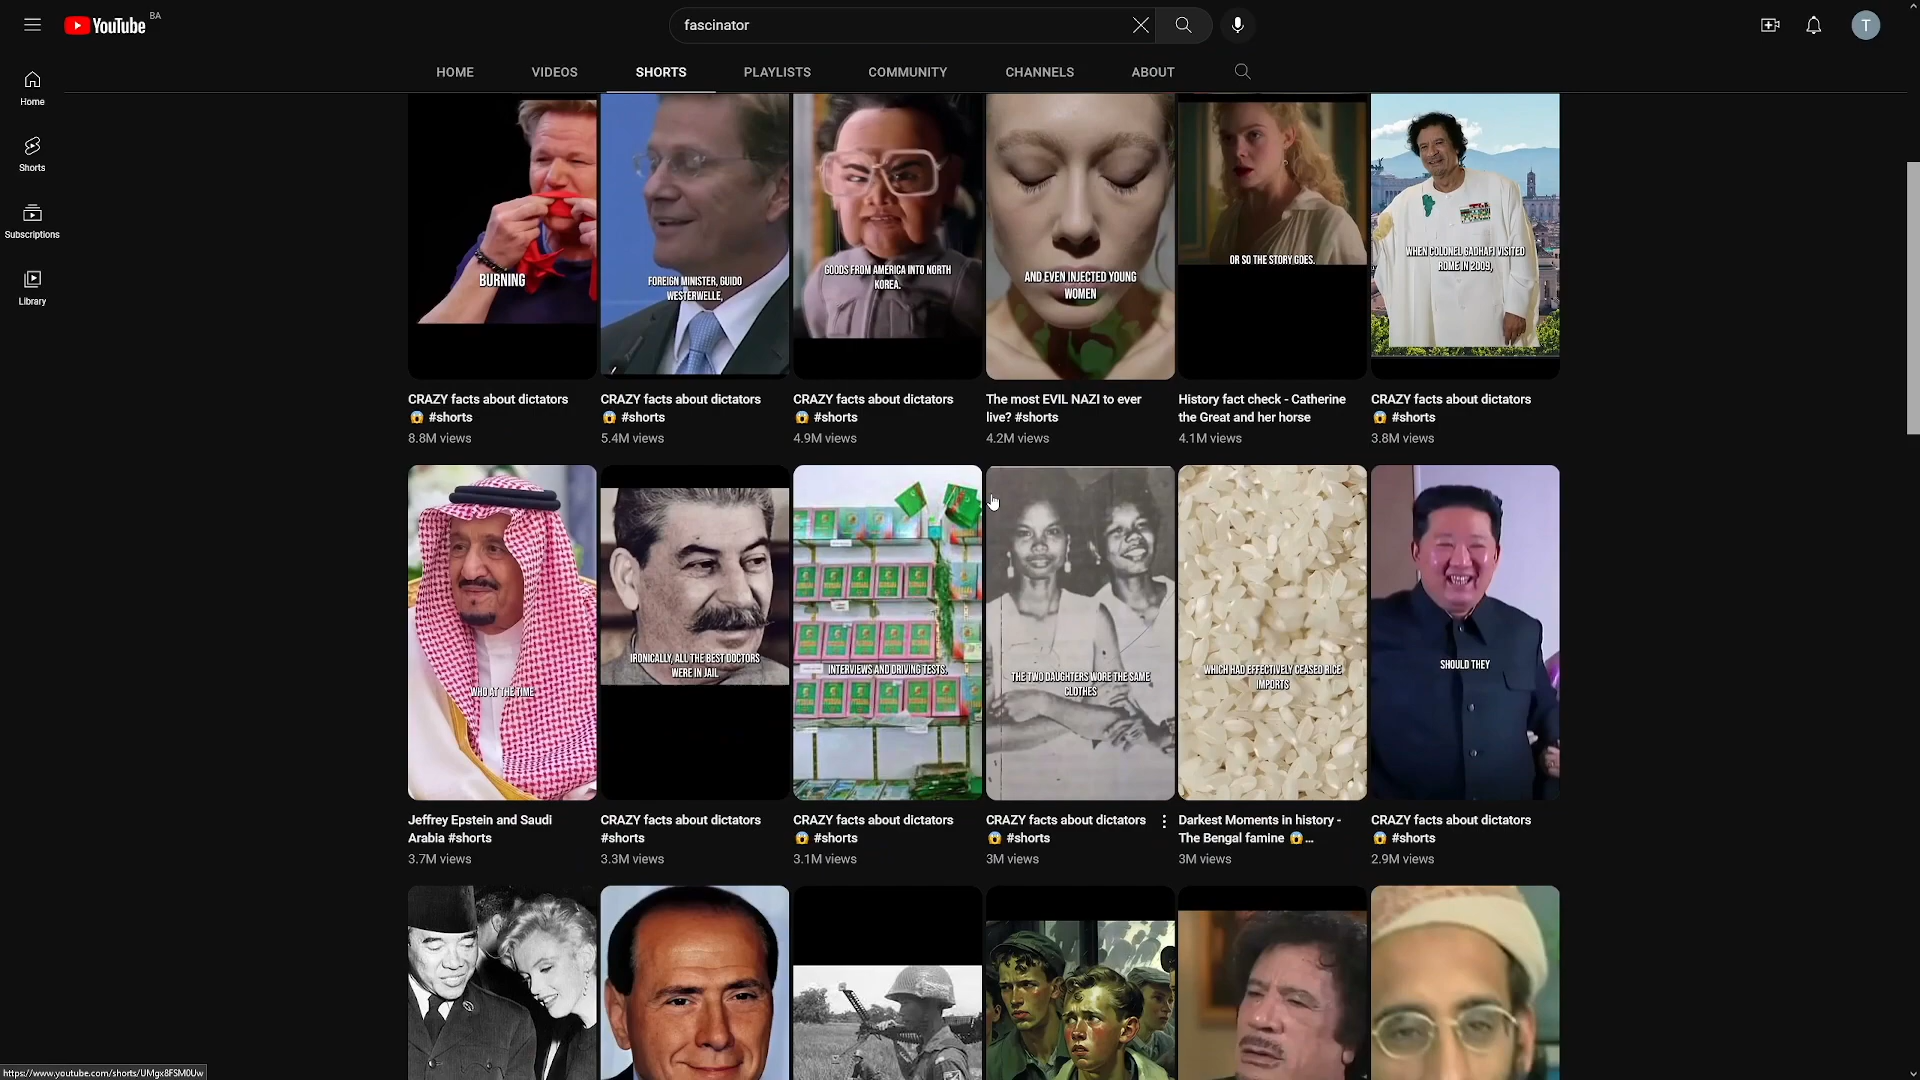 YouTube
BA
fascinator
T
HOME
VIDEOS
SHORTS
PLAYLISTS
COMMUNITY
CHANNELS
ABOUT
Home
Shorts
Subscriptions
Library
BURNING
FOREIGN MINISTER, GUIDO
WESTERWELLE,
GOODS FROM AMERICA INTO NORTH
KOREA.
AND EVEN INJECTED YOUNG
WOMEN
OR SO THE STORY GOES.
WHEN COLONEL GADHAFI VISITED
ROME IN 2009,
CRAZY facts about dictators
😱 #shorts
8.8M views
CRAZY facts about dictators
😱 #shorts
5.4M views
CRAZY facts about dictators
😱 #shorts
4.9M views
The most EVIL NAZI to ever
live? #shorts
4.2M views
History fact check - Catherine
the Great and her horse
4.1M views
CRAZY facts about dictators
😱 #shorts
3.8M views
WHO AT THE TIME
IRONICALLY, ALL THE BEST DOCTORS
WERE IN JAIL
INTERVIEWS AND DRIVING TESTS.
THE TWO DAUGHTERS WORE THE SAME
CLOTHES
WHICH HAD EFFECTIVELY CEASED RICE
IMPORTS
SHOULD THEY
Jeffrey Epstein and Saudi
Arabia #shorts
3.7M views
CRAZY facts about dictators
#shorts
3.3M views
CRAZY facts about dictators
😱 #shorts
3.1M views
CRAZY facts about dictators
😱 #shorts
3M views
Darkest Moments in history -
The Bengal famine 😱...
3M views
CRAZY facts about dictators
😱 #shorts
2.9M views
https://www.youtube.com/shorts/UMgx8FSM0Uw